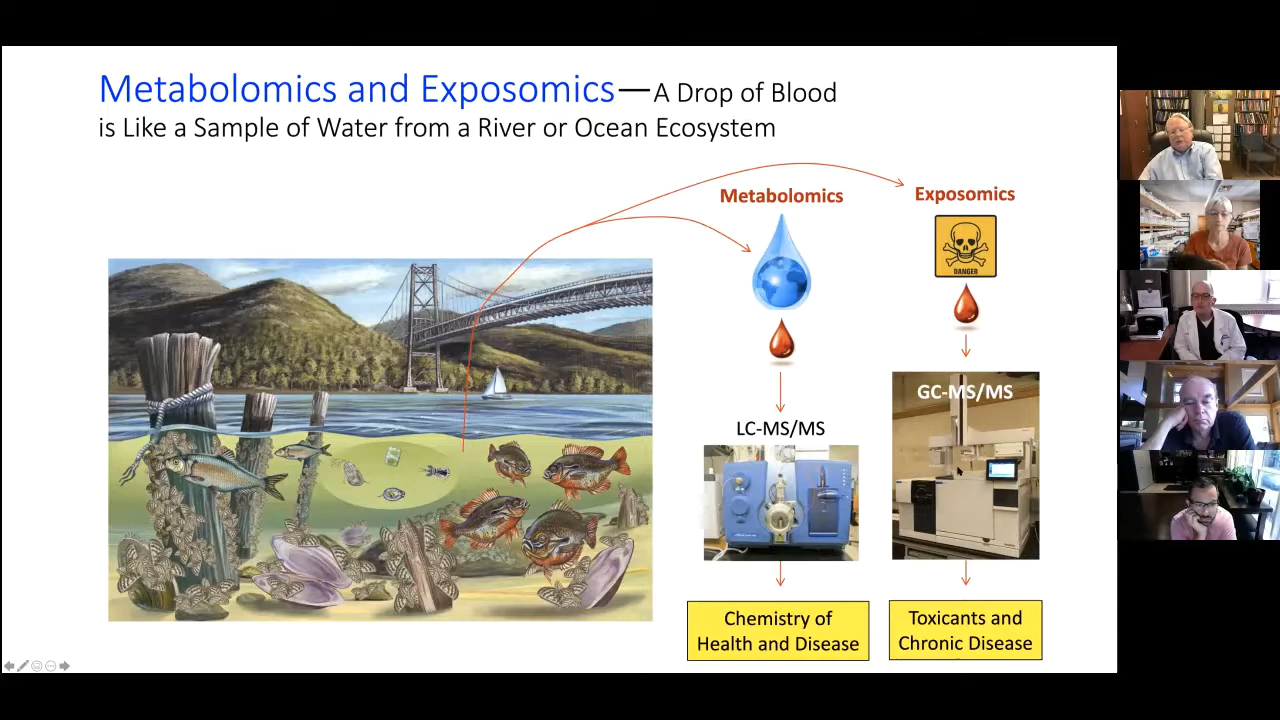 Metabolomics and Exposomics—A Drop of Blood
is Like a Sample of Water from a River or Ocean Ecosystem
Metabolomics
Exposomics
DANGER
GC-MS/MS
LC-MS/MS
Chemistry of
Health and Disease
Toxicants and
Chronic Disease